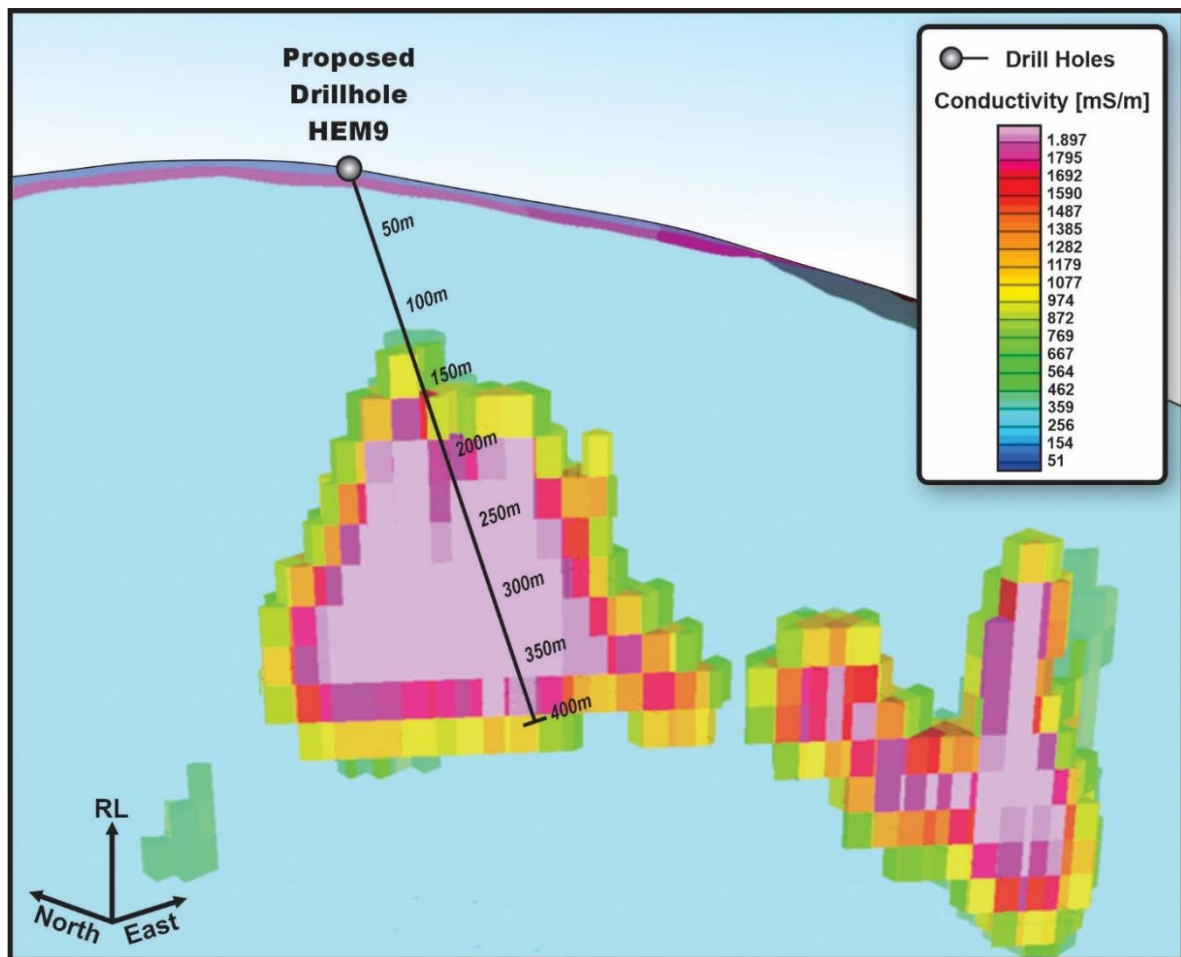 Proposed
Drillhole
HEM9
50m
100m
150m
200m
250m
300m
350m
400m
Drill Holes
Conductivity [mS/m]
1.897
1795
1692
1590
1487
1385
1282
1179
1077
974
872
769
667
564
462
359
256
154
51
RL
North
East